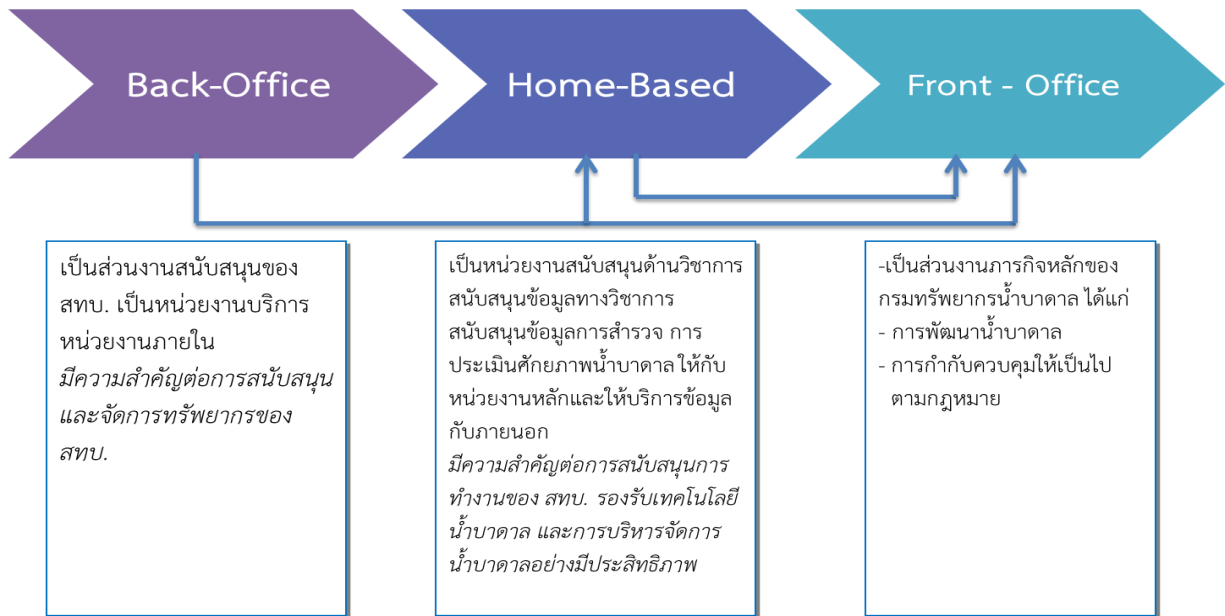 Back-Office
Home-Based
Front - Office
เป็นส่วนงานสนับสนุนของ
สทบ. เป็นหน่วยงานบริการ
หน่วยงานภายใน
มีความสำคัญต่อการสนับสนุน
และจัดการทรัพยากรของ
สทบ.
เป็นหน่วยงานสนับสนุนด้านวิชาการ
สนับสนุนข้อมูลทางวิชาการ
สนับสนุนข้อมูลการสำรวจ การ
ประเมินศักยภาพน้ำบาดาล ให้กับ
หน่วยงานหลักและให้บริการข้อมูล
กับภายนอก
มีความสำคัญต่อการสนับสนุนการ
ทำงานของ สทบ. รองรับเทคโนโลยี
น้ำบาดาล และการบริหารจัดการ
น้ำบาดาลอย่างมีประสิทธิภาพ
-เป็นส่วนงานภารกิจหลักของ
กรมทรัพยากรน้ำบาดาล ได้แก่
- การพัฒนาน้ำบาดาล
- การกำกับควบคุมให้เป็นไป
ตามกฎหมาย